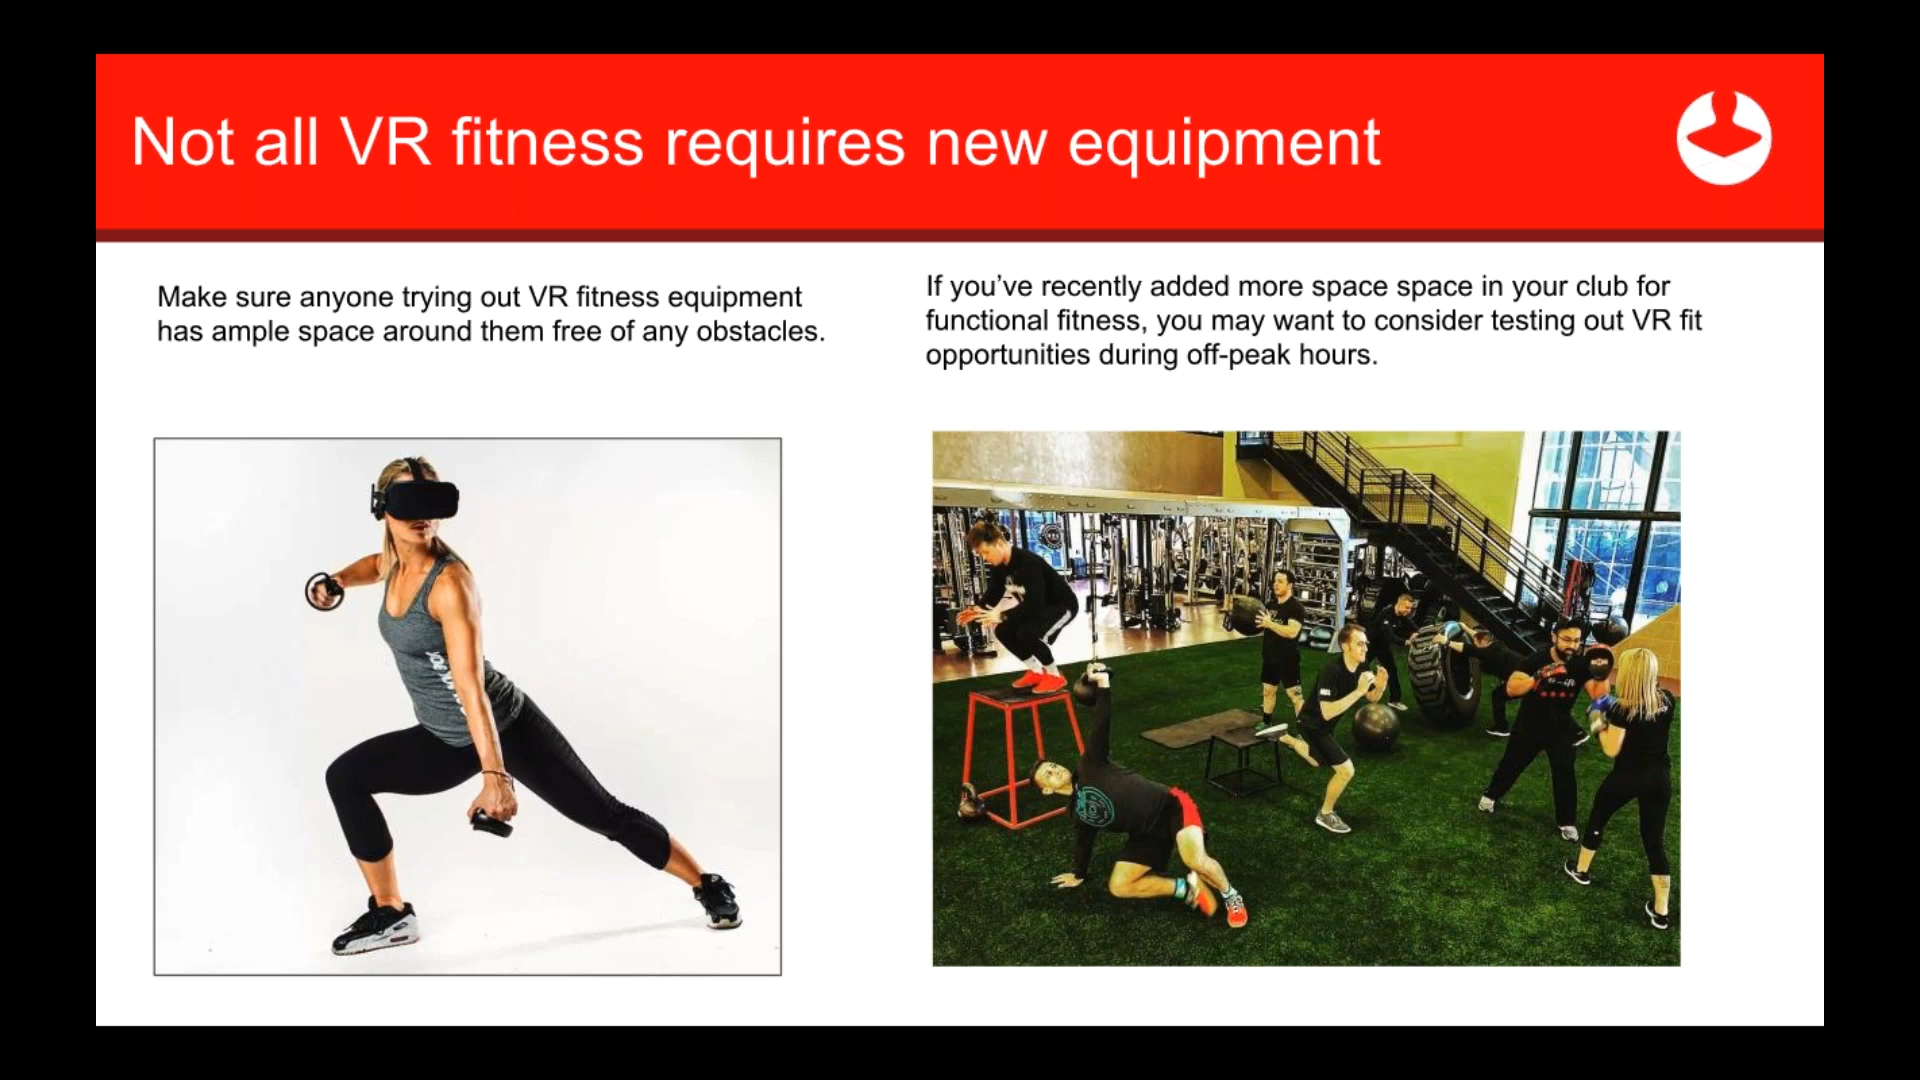 Not all VR fitness requires new equipment
Make sure anyone trying out VR fitness equipment
has ample space around them free of any obstacles.
If you’ve recently added more space space in your club for
functional fitness, you may want to consider testing out VR fit
opportunities during off-peak hours.